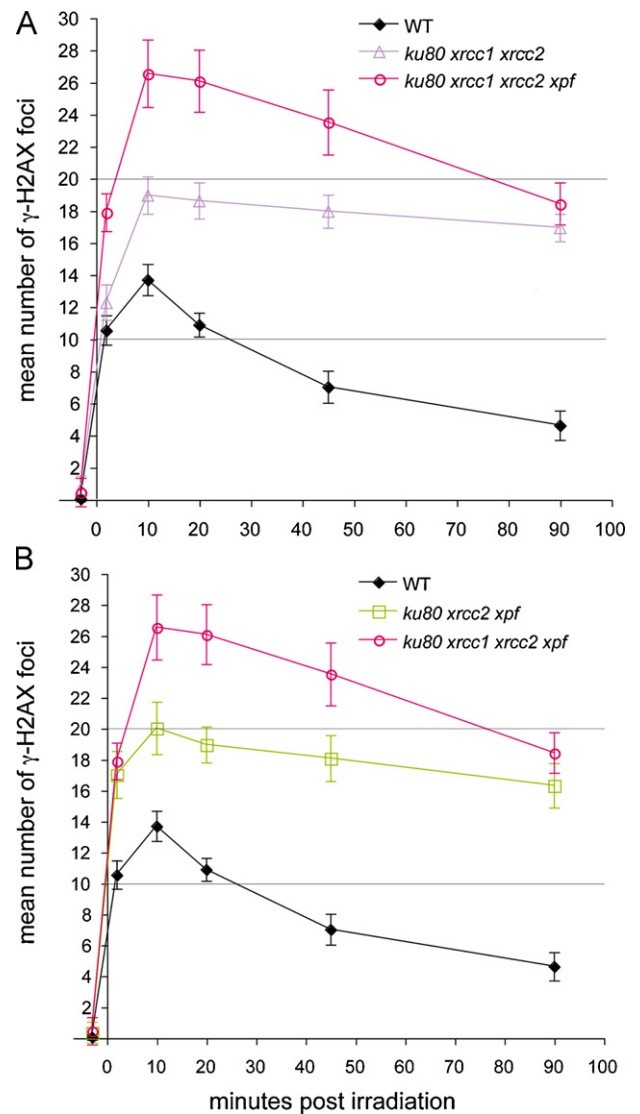 A
WT
ku80 xrcc1 xrcc2
ku80 xrcc1 xrcc2 xpf
mean number of γ-H2AX foci
30
28
26
24
22
20
18
16
14
12
10
8
6
4
2
0 10 20 30 40 50 60 70 80 90 100
B
WT
ku80 xrcc2 xpf
ku80 xrcc1 xrcc2 xpf
mean number of γ-H2AX foci
30
28
26
24
22
20
18
16
14
12
10
8
6
4
2
0 10 20 30 40 50 60 70 80 90 100
minutes post irradiation